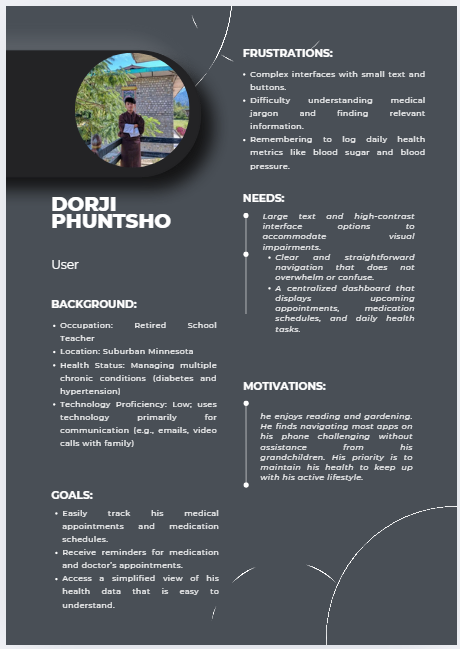 DORJI
PHUNTSHO
User
BACKGROUND:
• Occupation: Retired School
Teacher
• Location: Suburban Minnesota
• Health Status: Managing multiple
chronic conditions (diabetes and
hypertension)
• Technology Proficiency: Low; uses
technology primarily for
communication (e.g., emails, video
calls with family)
GOALS:
• Easily track his medical
appointments and medication
schedules.
• Receive reminders for medication
and doctor's appointments.
• Access a simplified view of his
health data that is easy to
understand.
FRUSTRATIONS:
• Complex interfaces with small text and
buttons.
• Difficulty understanding medical
jargon and finding relevant
information.
• Remembering to log daily health
metrics like blood sugar and blood
pressure.
NEEDS:
Large text and high-contrast
interface options to
accommodate visual
impairments.
• Clear and straightforward
navigation that does not
overwhelm or confuse.
• A centralized dashboard that
displays upcoming
appointments, medication
schedules, and daily health
tasks.
MOTIVATIONS:
he enjoys reading and gardening.
He finds navigating most apps on
his phone challenging without
assistance from his
grandchildren. His priority is to
maintain his health to keep up
with his active lifestyle.